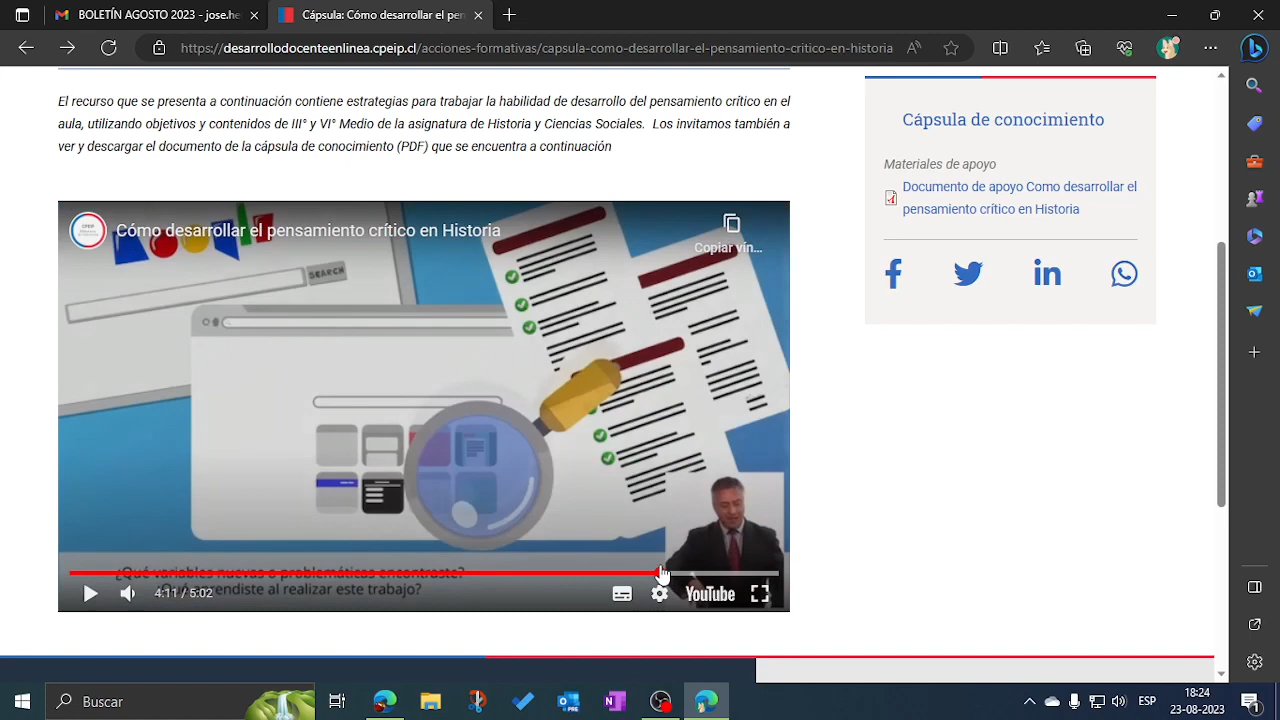 BOLETÍN AGOSTO 2023 - jose.he
Cápsula ¿Cómo desarrollar el pen
https://desarrollodocenteenlinea.cpeip.cl/acciones-formativas/capsula-como-desarrollar-el-pensamiento-critico-en-hi
El recurso que se presenta a continuación contiene estrategias para trabajar la habilidad de desarrollo del pensamiento crítico en el
aula, utilizando objetivos y contenidos de III° y VI° Medio de la asignatura de Historia y Ciencias Sociales. Los invitamos también a
ver y descargar el documento de la cápsula de conocimiento (PDF) que se encuentra a continuación
Cápsula de conocimiento
Materiales de apoyo
Documento de apoyo Como desarrollar el
pensamiento crítico en Historia
CPEIP
Cómo desarrollar el pensamiento crítico en Historia
Copiar vín...
SEARCH
¿Qué variables nuevas o problemáticas encontraste?
¿Qué aprendiste al realizar este trabajo?
4:11 / 5:02
YouTube
Buscar
PRE
ESP
18:24
23-08-2023
1